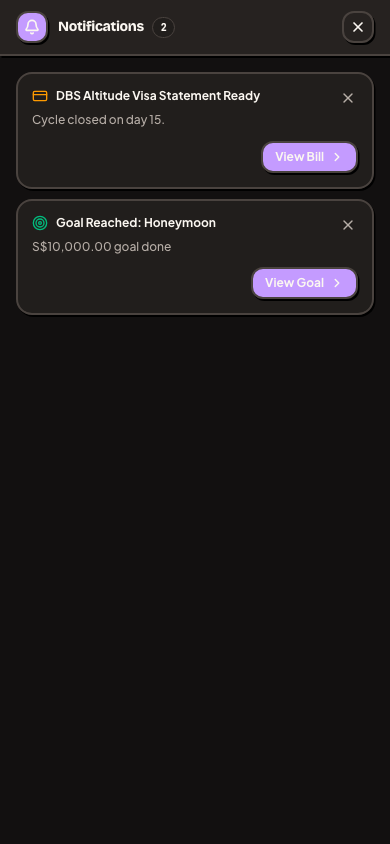 Notifications 2
DBS Altitude Visa Statement Ready
Cycle closed on day 15.
View Bill
Goal Reached: Honeymoon
S$10,000.00 goal done
View Goal